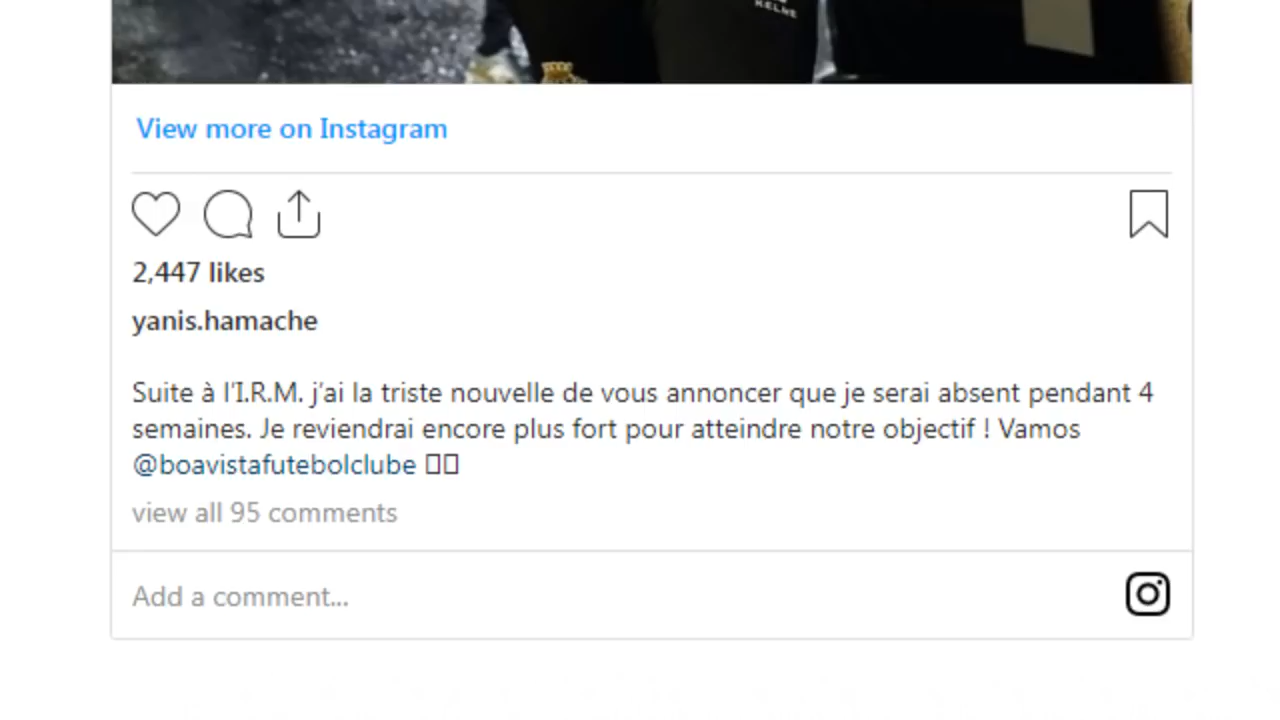 KELNE
View more on Instagram
2,447 likes
yanis.hamache
Suite à l'I.R.M. j'ai la triste nouvelle de vous annoncer que je serai absent pendant 4
semaines. Je reviendrai encore plus fort pour atteindre notre objectif ! Vamos
@boavistafutebolclube
view all 95 comments
Add a comment...